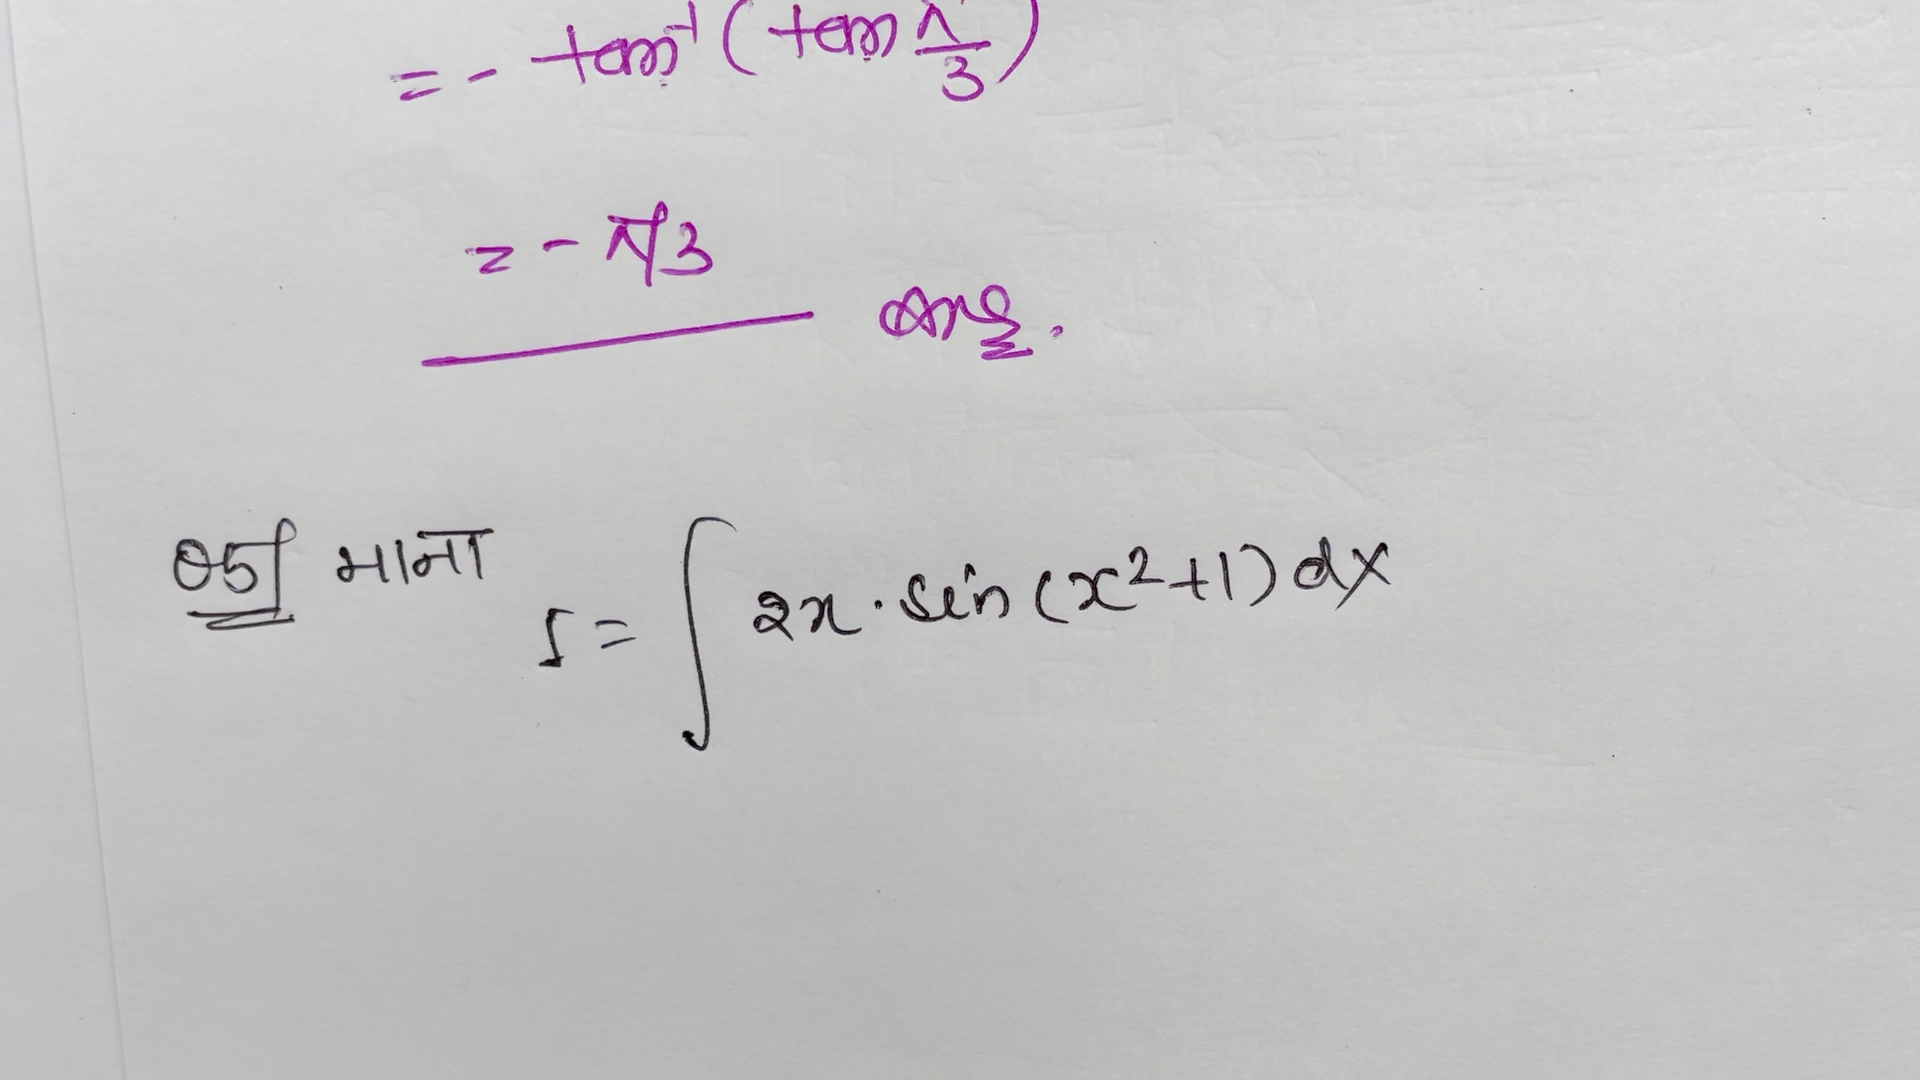 = - tan⁻¹ (tan π/3)
= - π/3
Ans.
05/ माना I = ∫ 2x · sin (x² + 1) dx